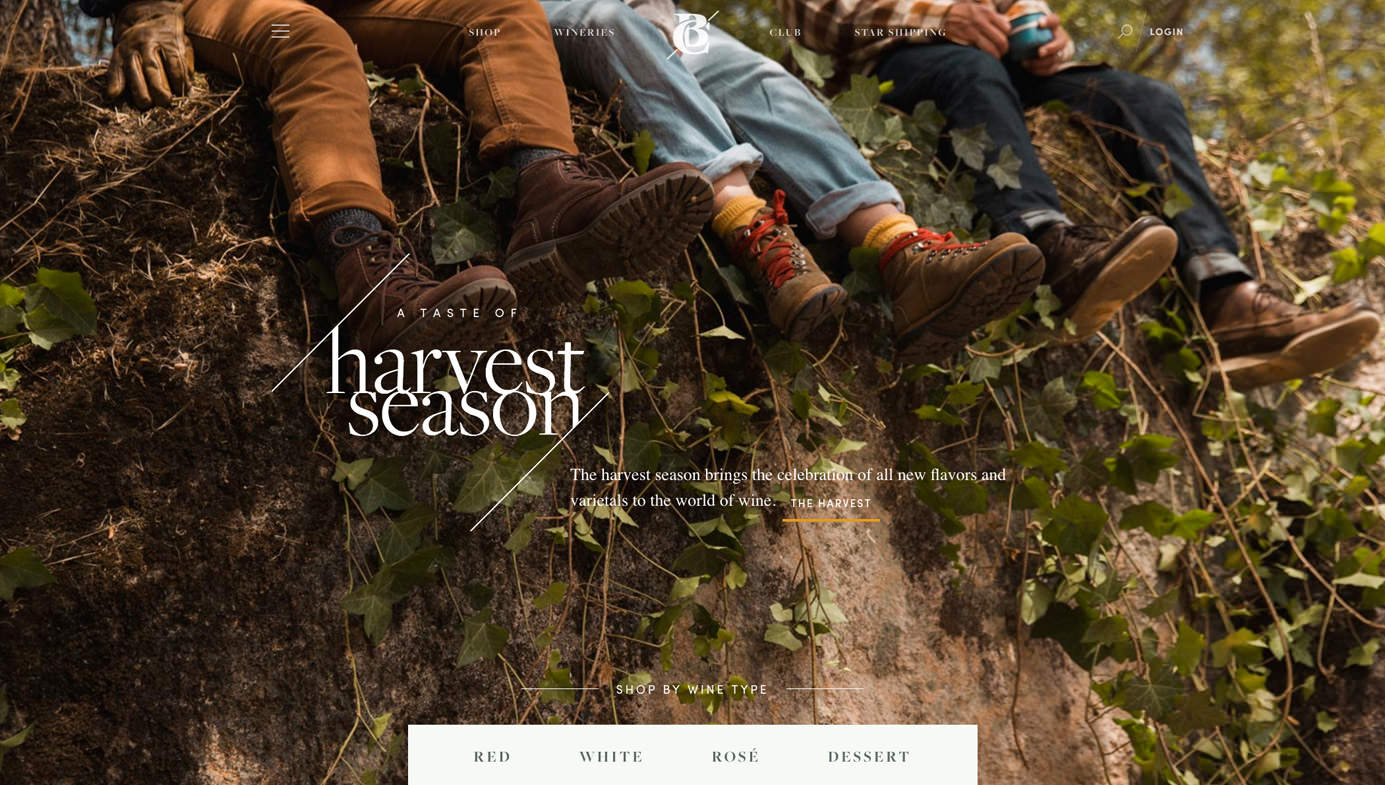 SHOP
WINERIES
CLUB
STAR SHIPPING
LOGIN
A TASTE OF
harvest
season
The harvest season brings the celebration of all new flavors and
varietals to the world of wine. THE HARVEST
SHOP BY WINE TYPE
RED
WHITE
ROSÉ
DESSERT